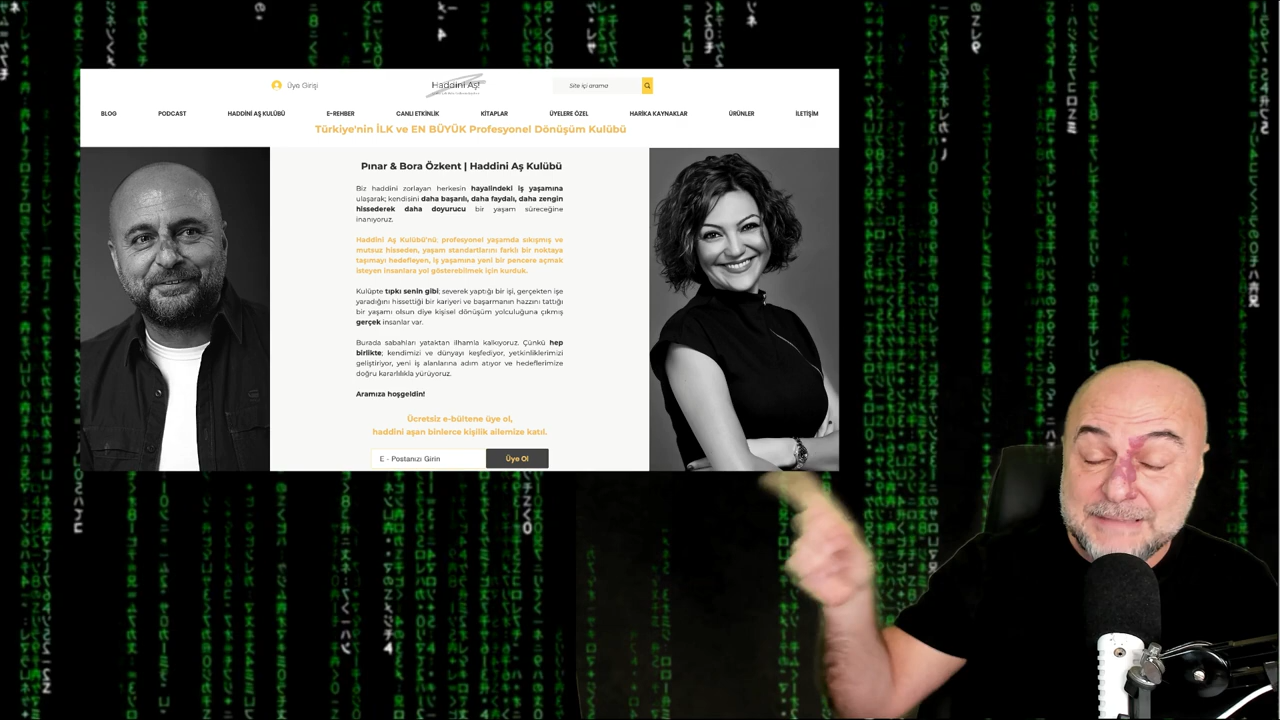 Üye Girişi
Haddini Aş!
Site içi arama
BLOG
PODCAST
HADDİNİ AŞ KULÜBÜ
E-REHBER
CANLI ETKİNLİK
KİTAPLAR
ÜYELERE ÖZEL
HARİKA KAYNAKLAR
ÜRÜNLER
İLETİŞİM
Türkiye'nin İLK ve EN BÜYÜK Profesyonel Dönüşüm Kulübü
Pınar & Bora Özkent | Haddini Aş Kulübü
Biz haddini zorlayan herkesin hayalindeki iş yaşamına
ulaşarak; kendisini daha başarılı, daha faydalı, daha zengin
hissederek daha doyurucu bir yaşam süreceğine
inanıyoruz.
Haddini Aş Kulübü'nü; profesyonel yaşamda sıkışmış ve
mutsuz hisseden, yaşam standartlarını farklı bir noktaya
taşımayı hedefleyen, iş yaşamına yeni bir pencere açmak
isteyen insanlara yol gösterebilmek için kurduk.
Kulüpte tıpkı senin gibi; severek yaptığı bir işi, gerçekten işe
yaradığını hissettiği bir kariyeri ve başarmanın hazzını tattığı
bir yaşamı olsun diye kişisel dönüşüm yolculuğuna çıkmış
gerçek insanlar var.
Burada sabahları yataktan ilhamla kalkıyoruz. Çünkü hep
birlikte; kendimizi ve dünyayı keşfediyor, yetkinliklerimizi
geliştiriyor, yeni iş alanlarına adım atıyor ve hedeflerimize
doğru kararlılıkla yürüyoruz.
Aramıza hoşgeldin!
Ücretsiz e-bültene üye ol,
haddini aşan binlerce kişilik ailemize katıl.
E - Postanızı Girin
Üye Ol